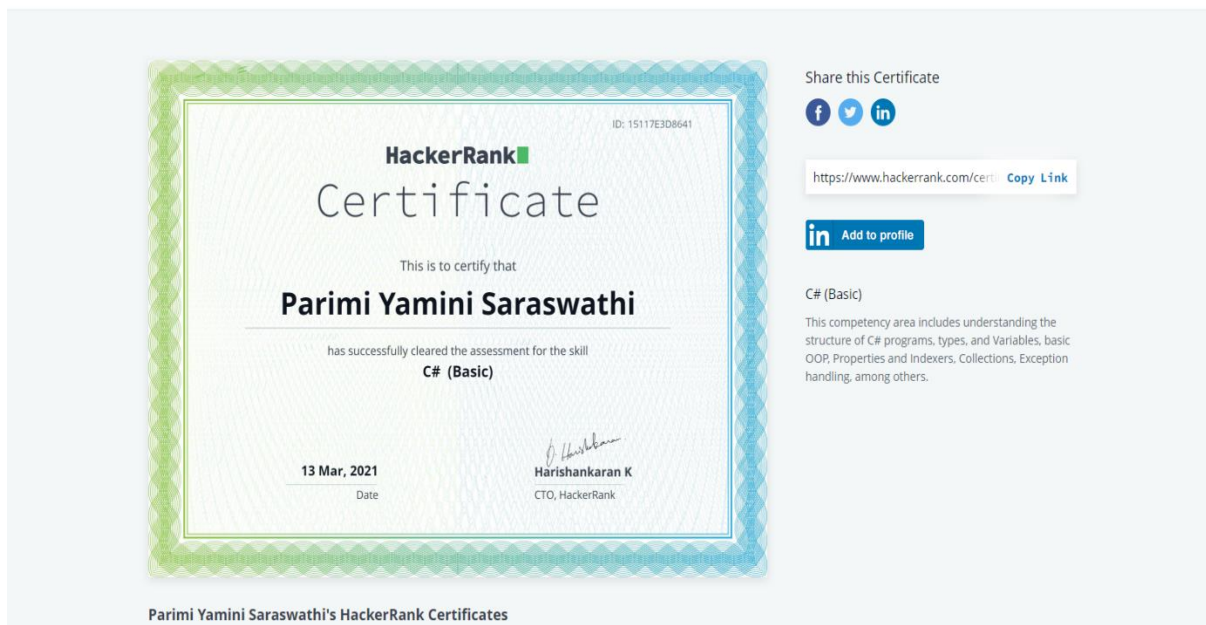 ID: 15117E3D8641
HackerRank
Certificate
This is to certify that
Parimi Yamini Saraswathi
has successfully cleared the assessment for the skill
C# (Basic)
13 Mar, 2021
Date
Harishankaran K
CTO, HackerRank
Share this Certificate
https://www.hackerrank.com/certi Copy Link
in Add to profile
C# (Basic)
This competency area includes understanding the
structure of C# programs, types, and Variables, basic
OOP, Properties and Indexers, Collections, Exception
handling, among others.
Parimi Yamini Saraswathi's HackerRank Certificates